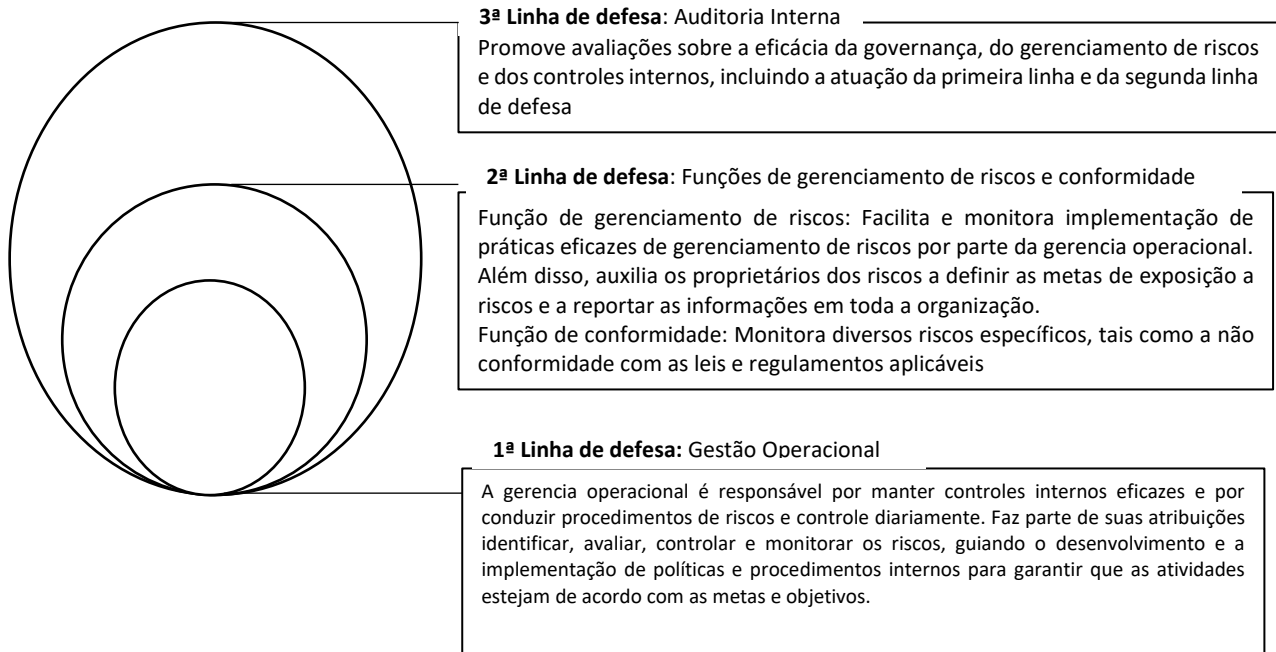 3ª Linha de defesa: Auditoria Interna
Promove avaliações sobre a eficácia da governança, do gerenciamento de riscos
e dos controles internos, incluindo a atuação da primeira linha e da segunda linha
de defesa
2ª Linha de defesa: Funções de gerenciamento de riscos e conformidade
Função de gerenciamento de riscos: Facilita e monitora implementação de
práticas eficazes de gerenciamento de riscos por parte da gerencia operacional.
Além disso, auxilia os proprietários dos riscos a definir as metas de exposição a
riscos e a reportar as informações em toda a organização.
Função de conformidade: Monitora diversos riscos específicos, tais como a não
conformidade com as leis e regulamentos aplicáveis
1ª Linha de defesa: Gestão Operacional
A gerencia operacional é responsável por manter controles internos eficazes e por
conduzir procedimentos de riscos e controle diariamente. Faz parte de suas atribuições
identificar, avaliar, controlar e monitorar os riscos, guiando o desenvolvimento e a
implementação de políticas e procedimentos internos para garantir que as atividades
estejam de acordo com as metas e objetivos.